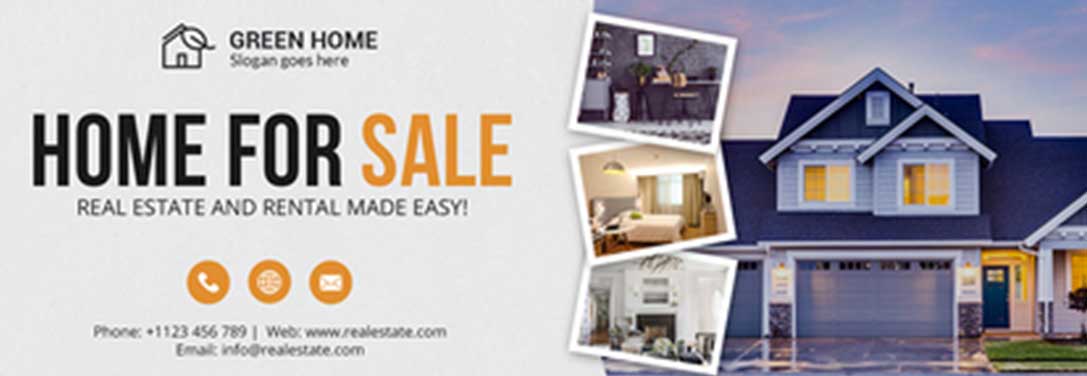 GREEN HOME
Slogan goes here
HOME FOR SALE
REAL ESTATE AND RENTAL MADE EASY!
Phone: +1123 456 789 | Web: www.realestate.com
Email: info@realestate.com